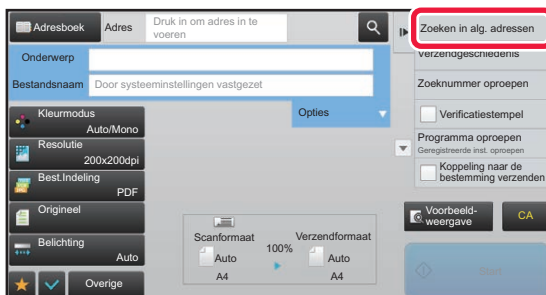 Adresboek
Adres
Druk in om adres in te
voeren
Onderwerp
Bestandsnaam
Door systeeminstellingen vastgezet
Opties
Kleurmodus
Auto/Mono
Resolutie
200x200dpi
Best.Indeling
PDF
Origineel
Belichting
Auto
Overige
Scanformaat
Auto
A4
100%
Verzendformaat
Auto
A4
Zoeken in alg. adressen
Verzendgeschiedenis
Zoeknummer oproepen
Verificatiestempel
Programma oproepen
Geregistreerde inst. oproepen
Koppeling naar de
bestemming verzenden
Voorbeeld-
weergave
CA
Start